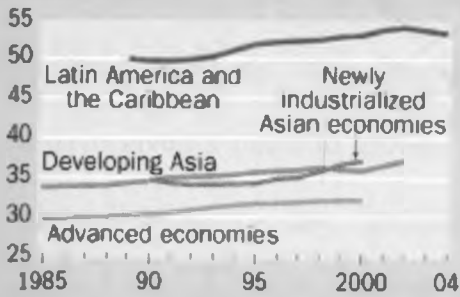 55
50
Latin America and
the Caribbean
Newly
industrialized
Asian economies
45
40
Developing Asia
35
30
Advanced economies
25
1985 90 95 2000 04